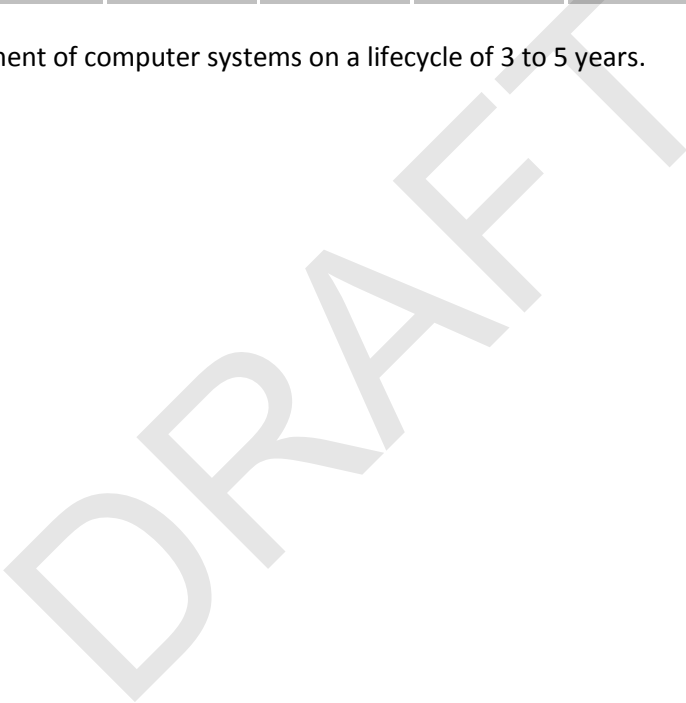 ent of computer systems on a lifecycle of 3 to 5 years.
DRAFT